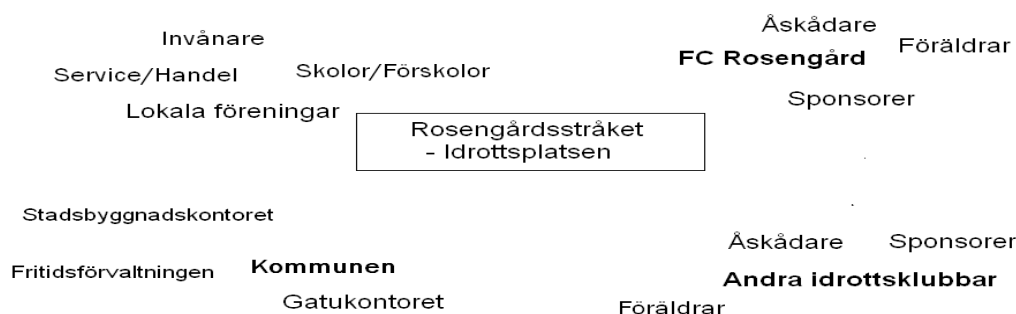 Invånare
Service/Handel
Skolor/Förskolor
Lokala föreningar
Åskådare
FC Rosengård
Föräldrar
Sponsorer
Rosengårdsstråket
- Idrottsplatsen
Stadsbyggnadskontoret
Fritidsförvaltningen
Kommunen
Gatukontoret
Åskådare
Sponsorer
Andra idrottsklubbar
Föräldrar